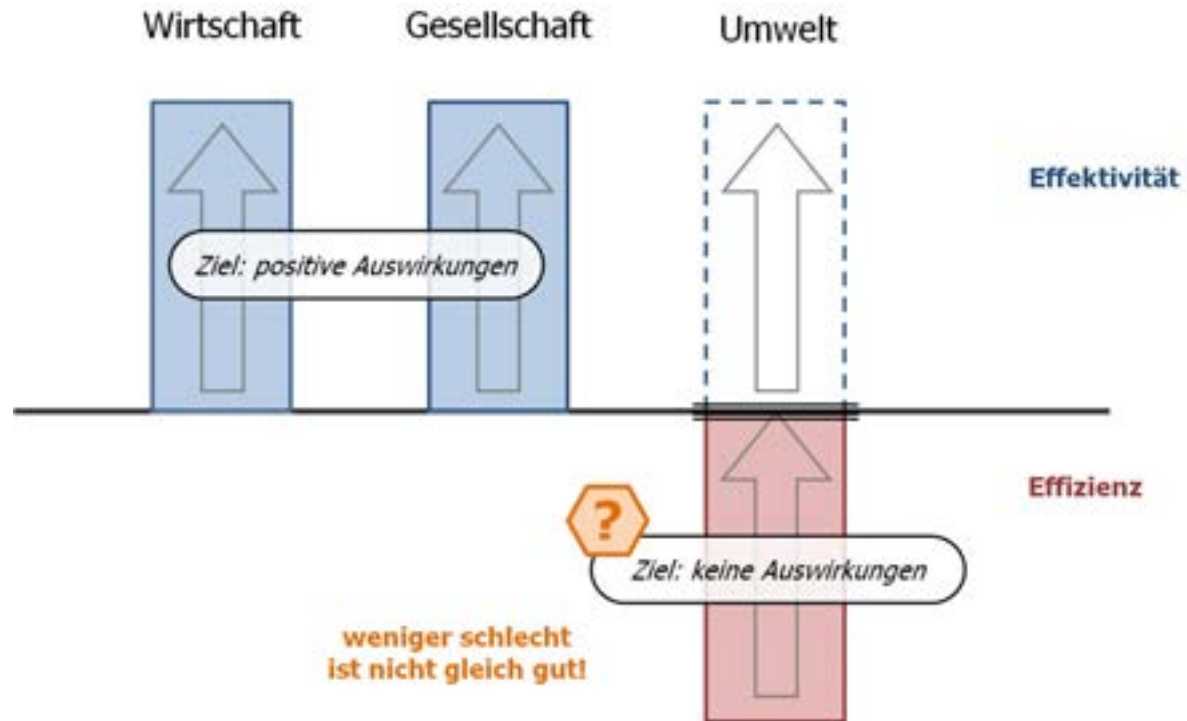 Wirtschaft
Gesellschaft
Umwelt
Effektivität
Ziel: positive Auswirkungen
Effizienz
?
Ziel: keine Auswirkungen
weniger schlecht
ist nicht gleich gut!